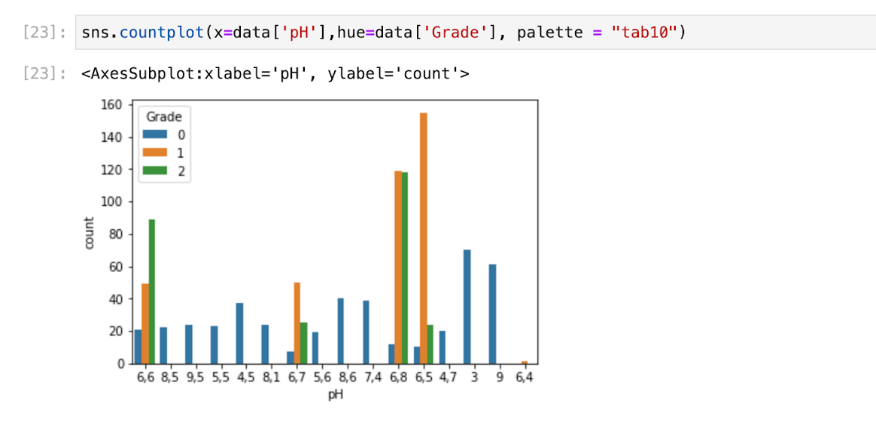 [23]: sns.countplot(x=data['pH'],hue=data['Grade'], palette = "tab10")
[23]: <AxesSubplot:xlabel='pH', ylabel='count'>
Grade
0
1
2
160
140
120
100
80
60
40
20
0
count
6,6 8,5 9,5 5,5 4,5 8,1 6,7 5,6 8,6 7,4 6,8 6,5 4,7 3 9 6,4
pH